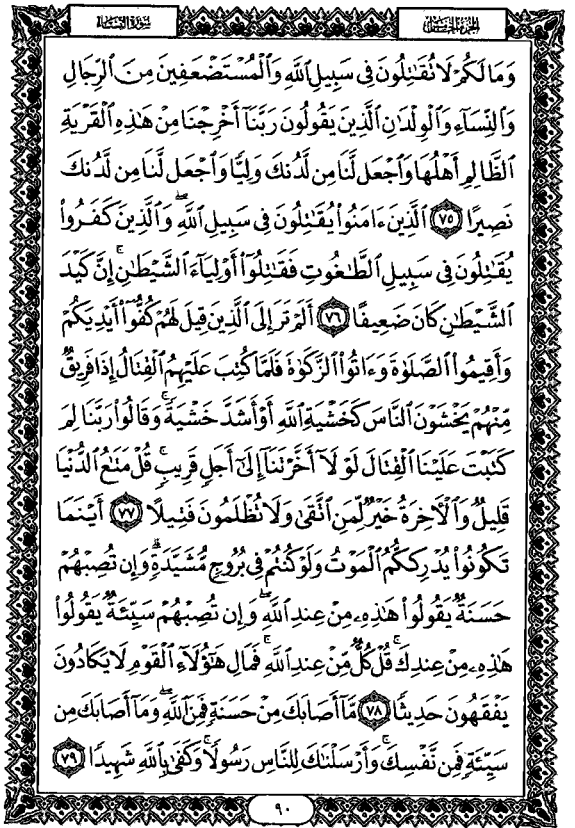 سورة النساء
الجزء الخامس
وَمَا لَكُمْ لَا تُقَٰتِلُونَ فِى سَبِيلِ ٱللَّهِ وَٱلْمُسْتَضْعَفِينَ مِنَ ٱلرِّجَالِ
وَٱلنِّسَآءِ وَٱلْوِلْدَٰنِ ٱلَّذِينَ يَقُولُونَ رَبَّنَآ أَخْرِجْنَا مِنْ هَٰذِهِ ٱلْقَرْيَةِ
ٱلظَّالِمِ أَهْلُهَا وَٱجْعَل لَّنَا مِن لَّدُنكَ وَلِيًّا وَٱجْعَل لَّنَا مِن لَّدُنكَ
نَصِيرًا ٧٥ ٱلَّذِينَ ءَامَنُوا۟ يُقَٰتِلُونَ فِى سَبِيلِ ٱللَّهِ ۖ وَٱلَّذِينَ كَفَرُوا۟
يُقَٰتِلُونَ فِى سَبِيلِ ٱلطَّٰغُوتِ فَقَٰتِلُوٓا۟ أَوْلِيَآءَ ٱلشَّيْطَٰنِ ۖ إِنَّ كَيْدَ
ٱلشَّيْطَٰنِ كَانَ ضَعِيفًا ٧٦ أَلَمْ تَرَ إِلَى ٱلَّذِينَ قِيلَ لَهُمْ كُفُّوٓا۟ أَيْدِيَكُمْ
وَأَقِيمُوا۟ ٱلصَّلَوٰةَ وَءَاتُوا۟ ٱلزَّكَوٰةَ فَلَمَّا كُتِبَ عَلَيْهِمُ ٱلْقِتَالُ إِذَا فَرِيقٌ
مِّنْهُمْ يَخْشَوْنَ ٱلنَّاسَ كَخَشْيَةِ ٱللَّهِ أَوْ أَشَدَّ خَشْيَةً ۚ وَقَالُوا۟ رَبَّنَا لِمَ
كَتَبْتَ عَلَيْنَا ٱلْقِتَالَ لَوْلَآ أَخَّرْتَنَآ إِلَىٰٓ أَجَلٍ قَرِيبٍ ۗ قُلْ مَتَٰعُ ٱلدُّنْيَا
قَلِيلٌ وَٱلْءَاخِرَةُ خَيْرٌ لِّمَنِ ٱتَّقَىٰ وَلَا تُظْلَمُونَ فَتِيلًا ٧٧ أَيْنَمَا
تَكُونُوا۟ يُدْرِككُّمُ ٱلْمَوْتُ وَلَوْ كُنتُمْ فِى بُرُوجٍ مُّشَيَّدَةٍ ۗ وَإِن تُصِبْهُمْ
حَسَنَةٌ يَقُولُوا۟ هَٰذِهِۦ مِنْ عِندِ ٱللَّهِ ۖ وَإِن تُصِبْهُمْ سَيِّئَةٌ يَقُولُوا۟
هَٰذِهِۦ مِنْ عِندِكَ ۚ قُلْ كُلٌّ مِّنْ عِندِ ٱللَّهِ ۖ فَمَالِ هَٰٓؤُلَآءِ ٱلْقَوْمِ لَا يَكَادُونَ
يَفْقَهُونَ حَدِيثًا ٧٨ مَّآ أَصَابَكَ مِنْ حَسَنَةٍ فَمِنَ ٱللَّهِ ۖ وَمَآ أَصَابَكَ مِن
سَيِّئَةٍ فَمِن نَّفْسِكَ ۚ وَأَرْسَلْنَٰكَ لِلنَّاسِ رَسُولًا ۚ وَكَفَىٰ بِٱللَّهِ شَهِيدًا ٧٩
٩٠